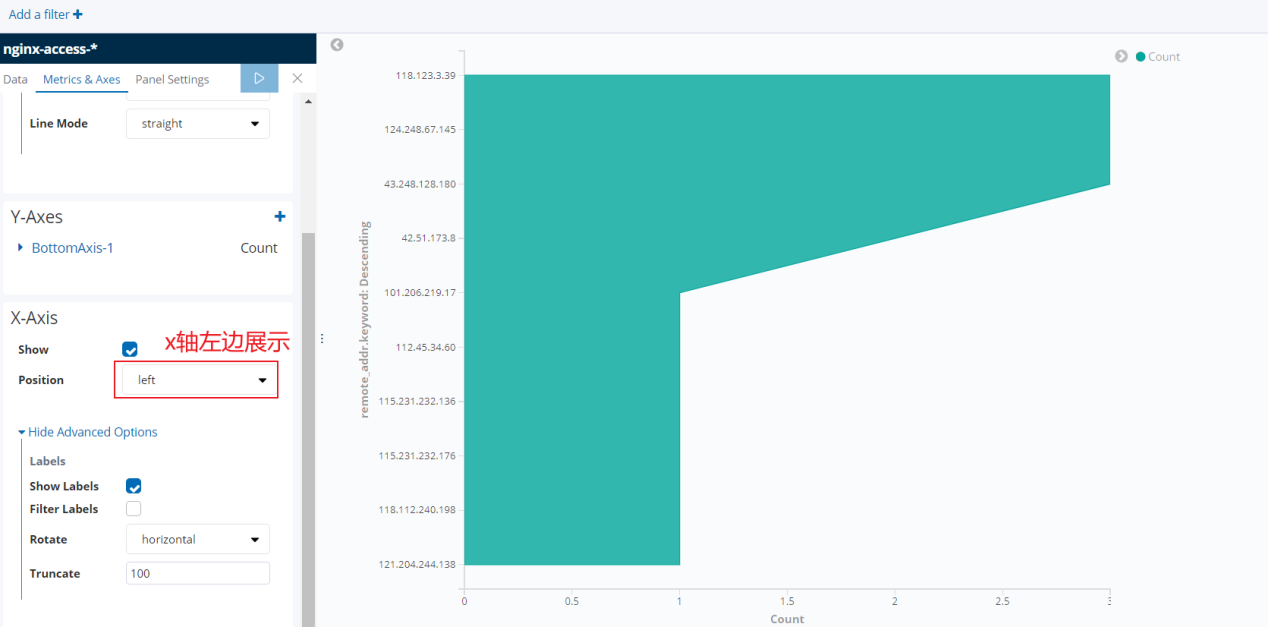 Add a filter
nginx-access-*
Data Metrics & Axes Panel Settings
Line Mode straight
Y-Axes
BottomAxis-1 Count
X-Axis
x轴左边展示
Show
Position left
Hide Advanced Options
Labels
Show Labels
Filter Labels
Rotate horizontal
Truncate 100
Count
118.123.3.39
124.248.67.145
43.248.128.180
42.51.173.8
101.206.219.17
112.45.34.60
115.231.232.136
115.231.232.176
118.112.240.198
121.204.244.138
remote_addr.keyword: Descending
0 0.5 1 1.5 2 2.5 3
Count